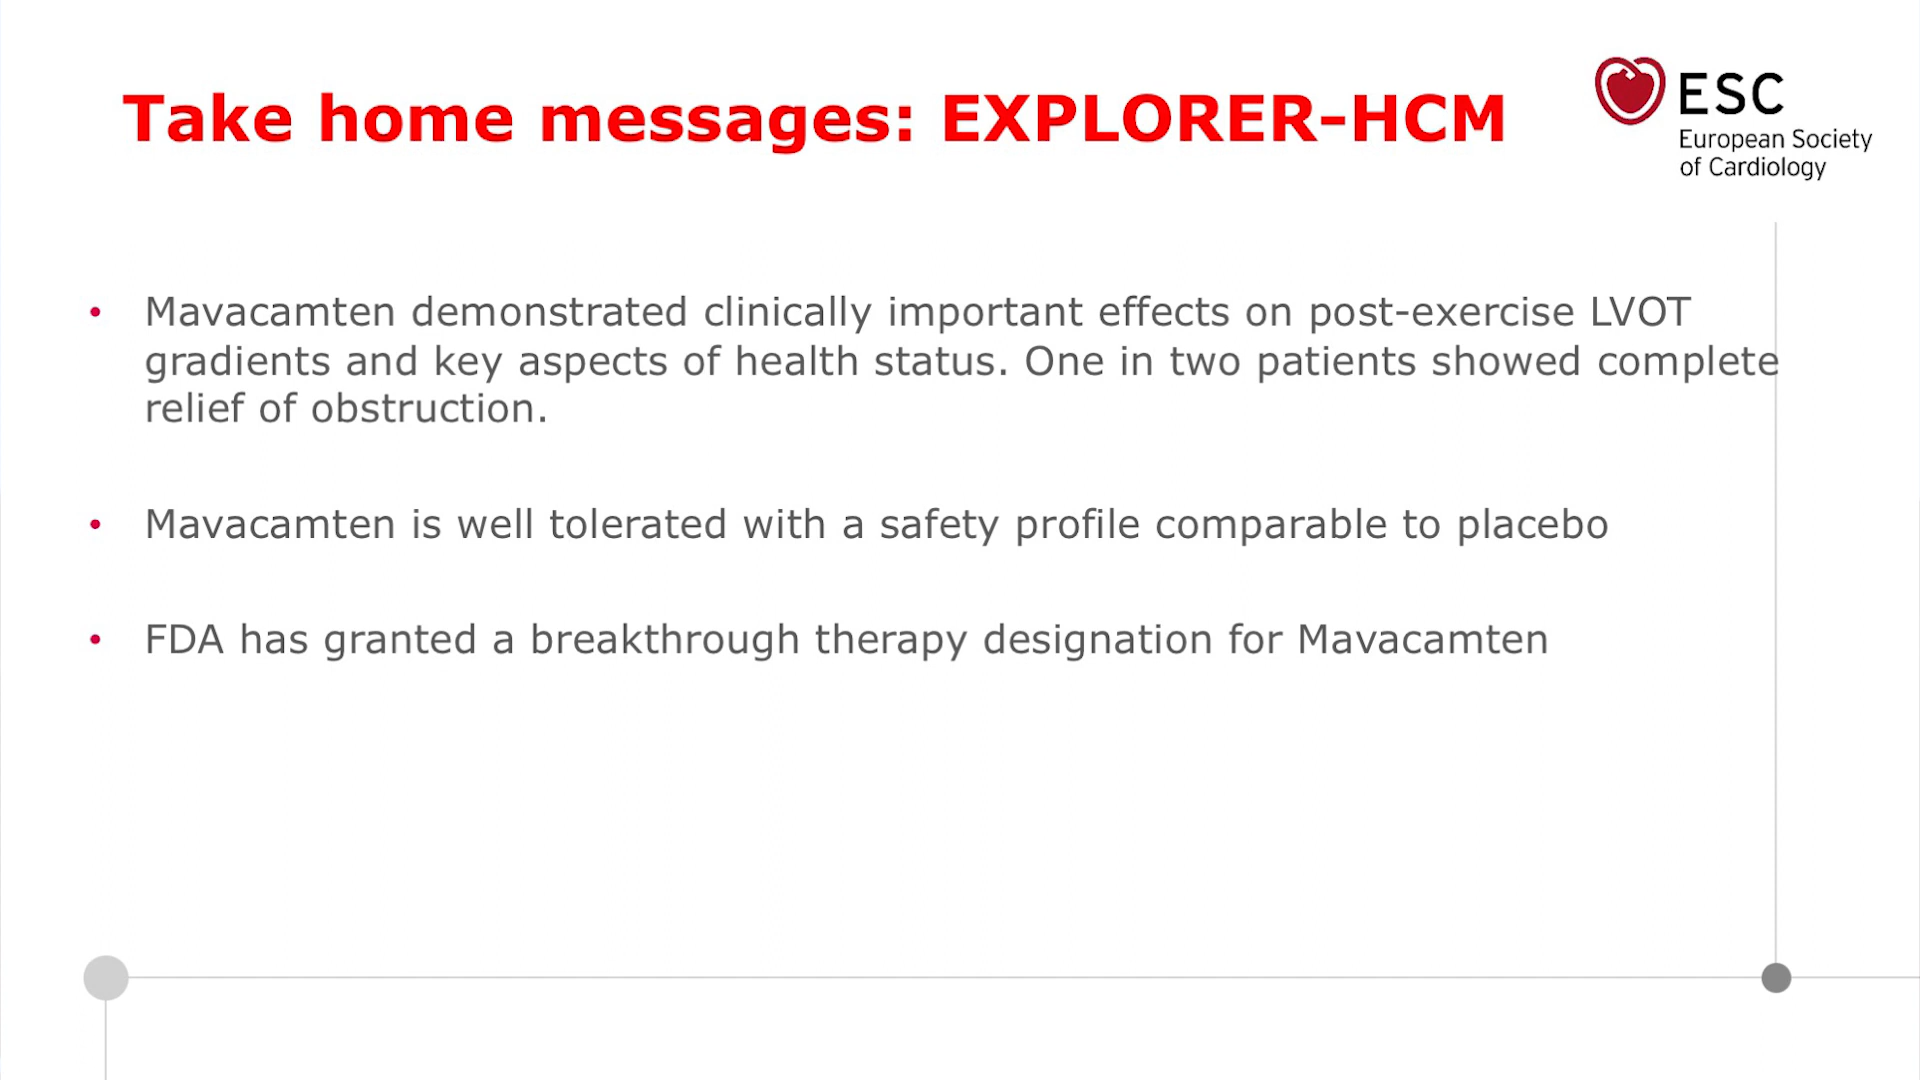 Take home messages: EXPLORER-HCM
ESC
European Society
of Cardiology
• Mavacamten demonstrated clinically important effects on post-exercise LVOT
gradients and key aspects of health status. One in two patients showed complete
relief of obstruction.
• Mavacamten is well tolerated with a safety profile comparable to placebo
• FDA has granted a breakthrough therapy designation for Mavacamten